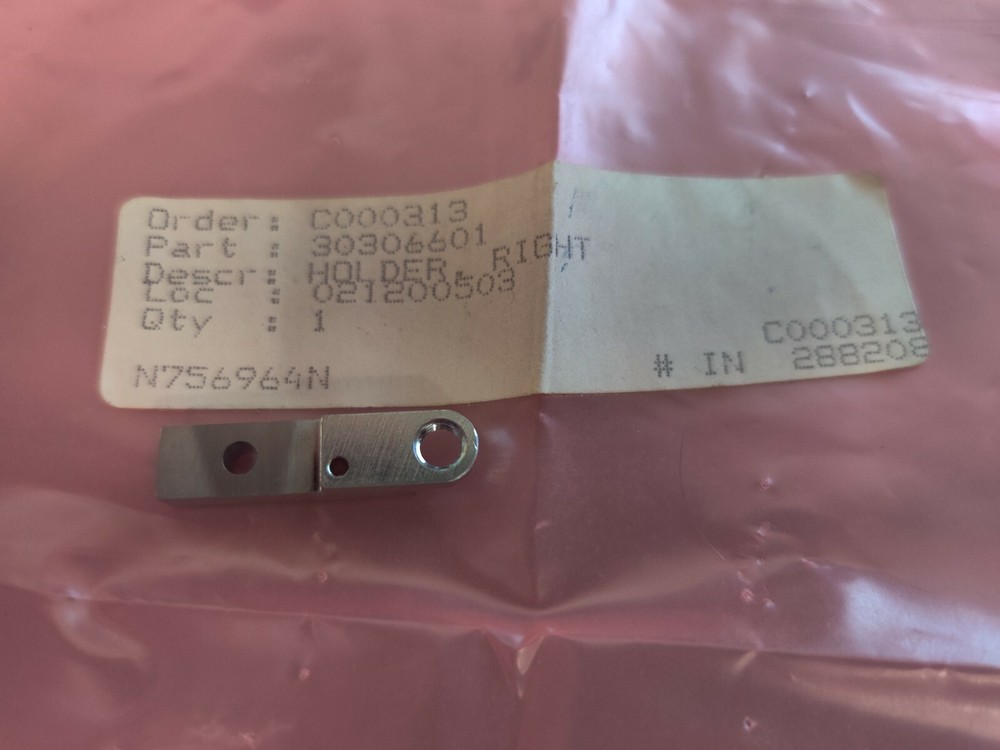 Order: C000313
Part : 30306601
Descr: HOLDER, RIGHT
Loc : 021200503
Qty : 1
C000313
N756964N # IN 288208